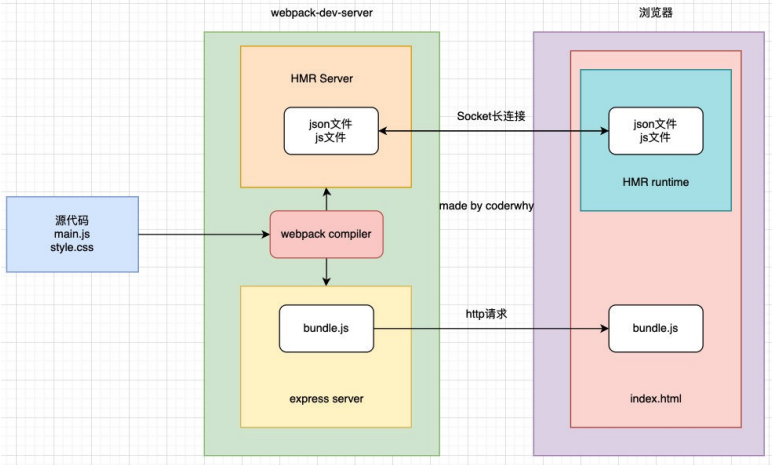 webpack-dev-server
浏览器
HMR Server
json文件
js文件
Socket长连接
json文件
js文件
HMR runtime
made by coderwhy
源代码
main.js
style.css
webpack compiler
bundle.js
http请求
bundle.js
express server
index.html